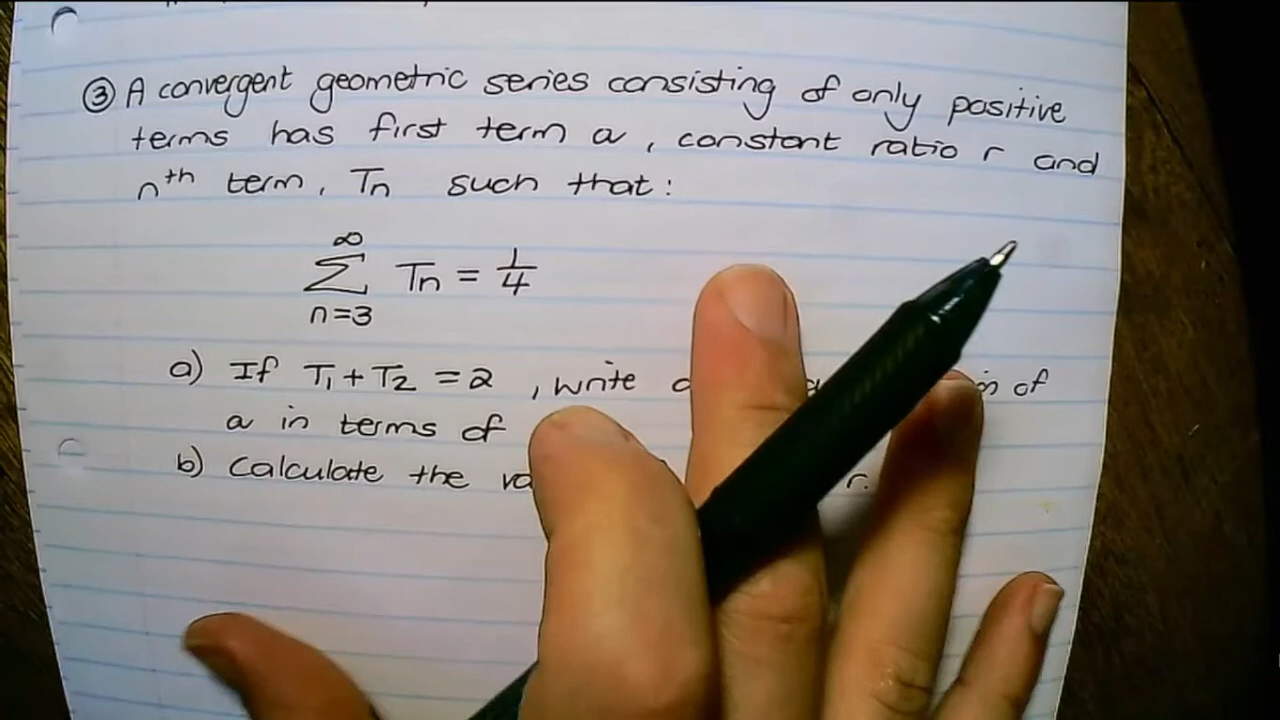 ③ A convergent geometric series consisting of only positive
terms has first term a, constant ratio r and
nth term, Tn such that:
∞
∑ Tn = 1/4
n=3
a) If T1 + T2 = 2, write of
a in terms of
b) Calculate the r.